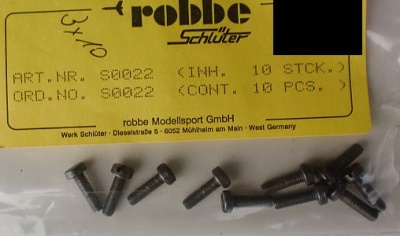 robbe
Schlüter
3x10
ART.NR. S0022 (INH. 10 STCK.)
ORD.NO. S0022 (CONT. 10 PCS. )
robbe Modellsport GmbH
Werk Schlüter · Dieselstraße 5 · 6052 Mühlheim am Main · West Germany